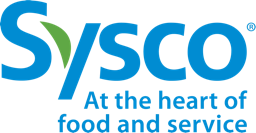 Sysco®
At the heart of
food and service